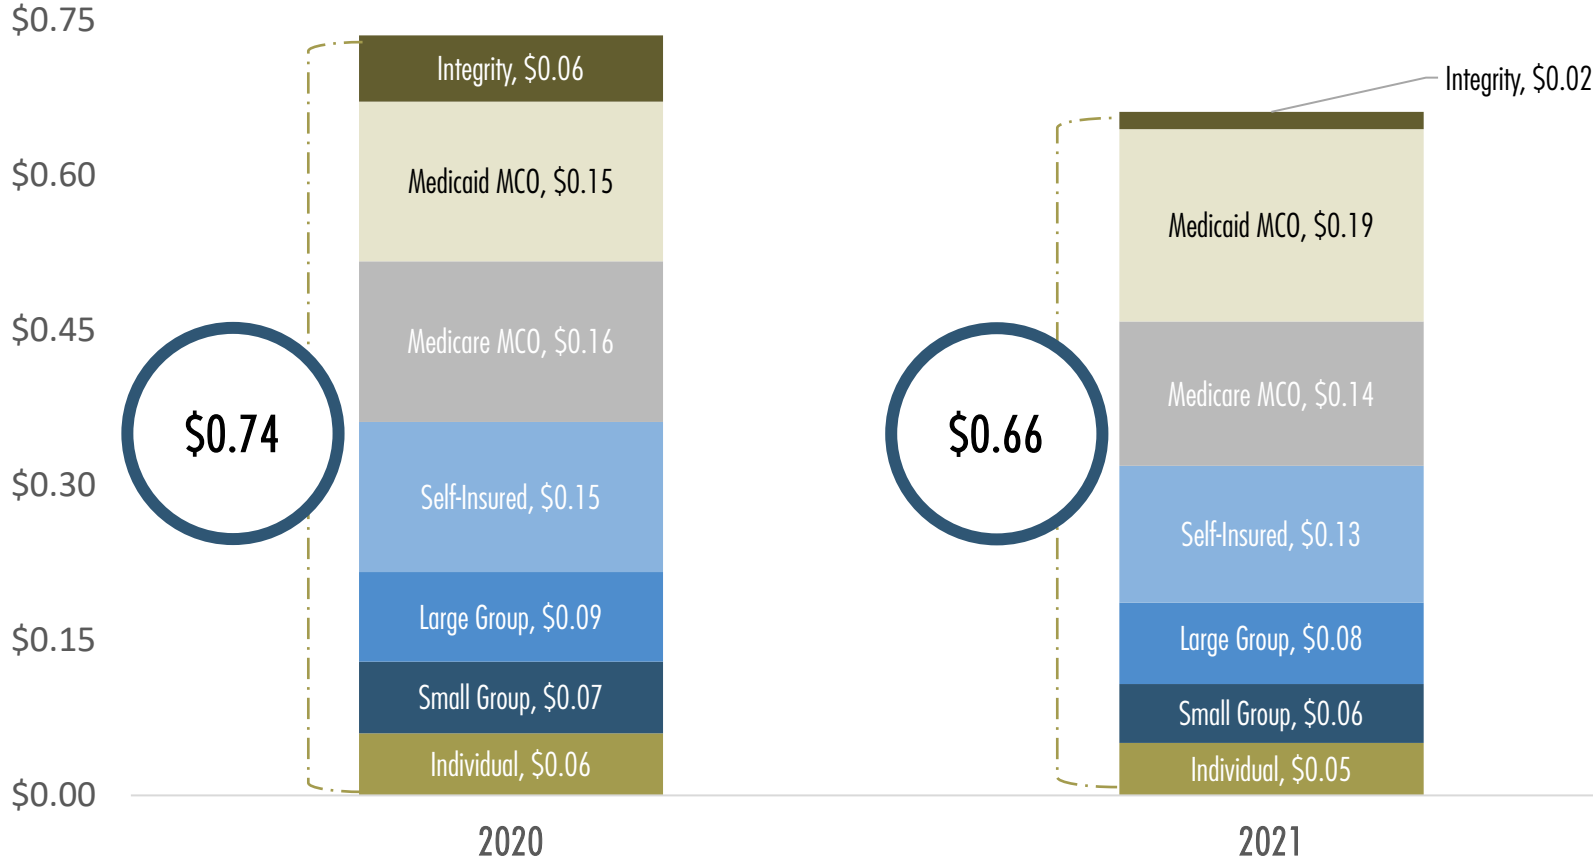 $0.75
$0.60
$0.45
$0.30
$0.15
$0.00
Integrity, $0.06
Medicaid MCO, $0.15
Medicare MCO, $0.16
Self-Insured, $0.15
Large Group, $0.09
Small Group, $0.07
Individual, $0.06
$0.74
2020
Integrity, $0.02
Medicaid MCO, $0.19
Medicare MCO, $0.14
Self-Insured, $0.13
Large Group, $0.08
Small Group, $0.06
Individual, $0.05
$0.66
2021